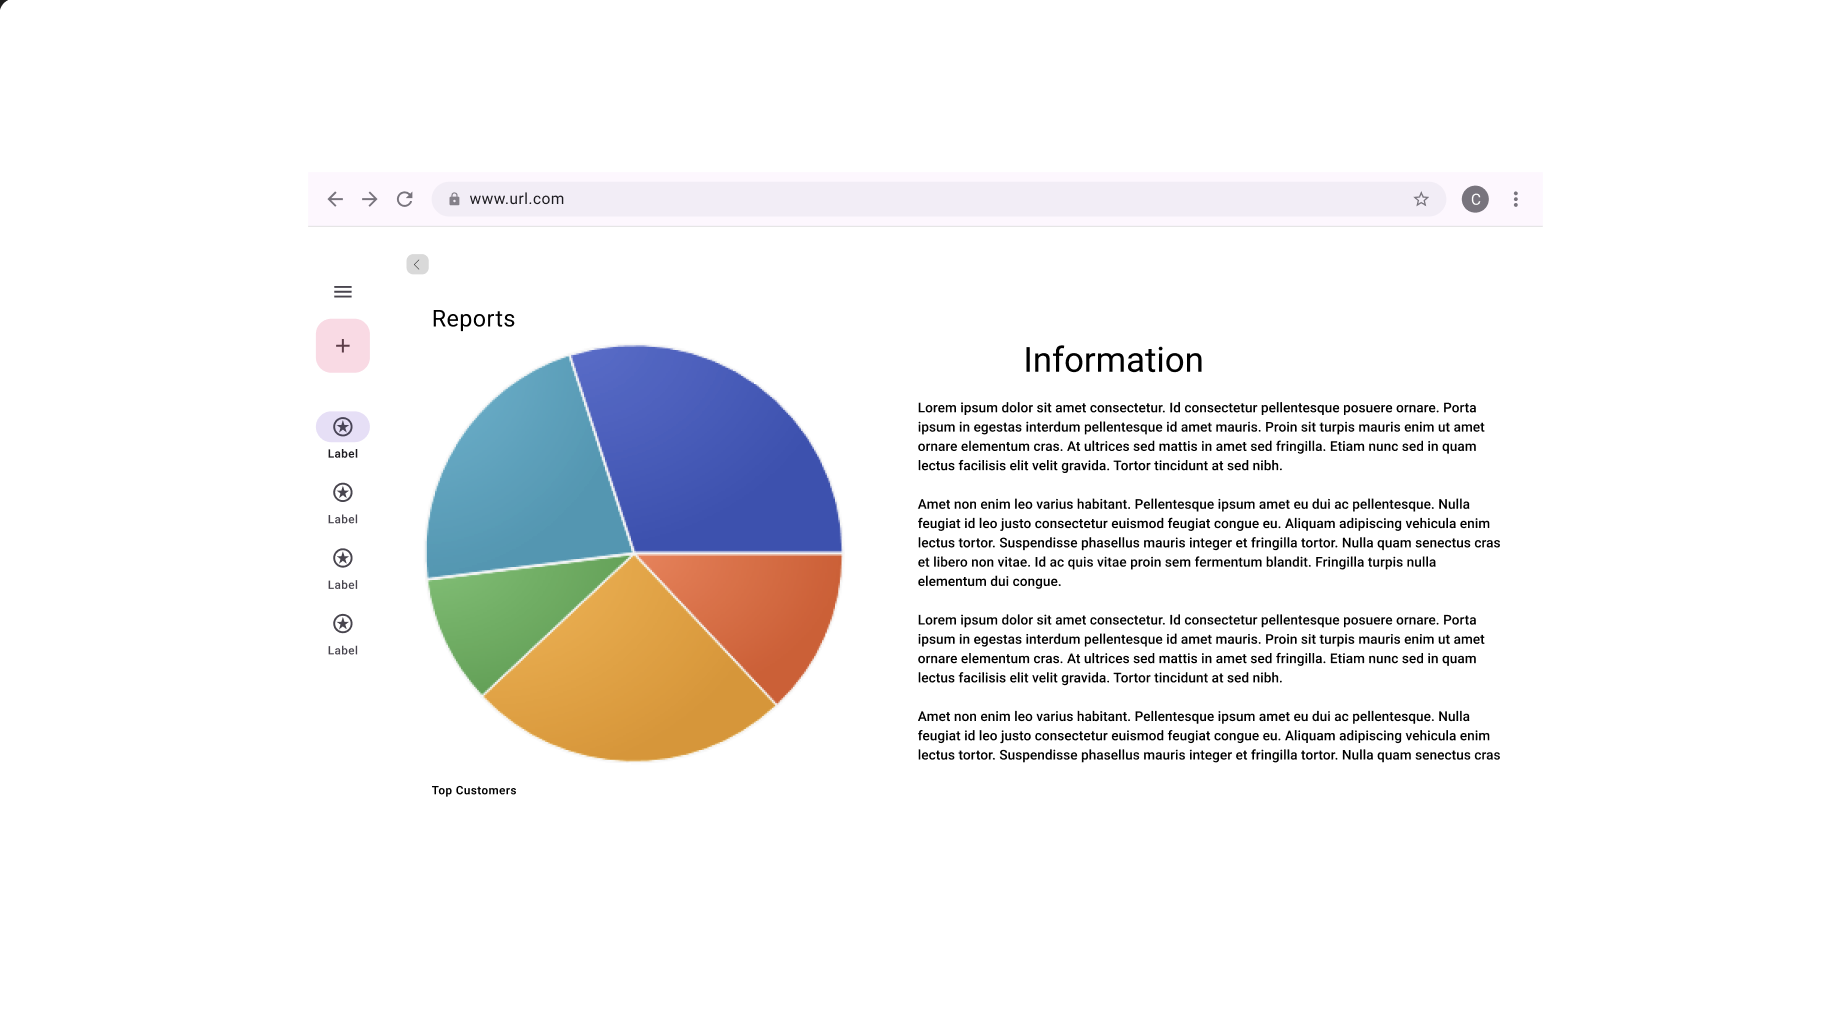 www.url.com
C
Reports
Label
Label
Label
Label
Top Customers
Information
Lorem ipsum dolor sit amet consectetur. Id consectetur pellentesque posuere ornare. Porta
ipsum in egestas interdum pellentesque id amet mauris. Proin sit turpis mauris enim ut amet
ornare elementum cras. At ultrices sed mattis in amet sed fringilla. Etiam nunc sed in quam
lectus facilisis elit velit gravida. Tortor tincidunt at sed nibh.
Amet non enim leo varius habitant. Pellentesque ipsum amet eu dui ac pellentesque. Nulla
feugiat id leo justo consectetur euismod feugiat congue eu. Aliquam adipiscing vehicula enim
lectus tortor. Suspendisse phasellus mauris integer et fringilla tortor. Nulla quam senectus cras
et libero non vitae. Id ac quis vitae proin sem fermentum blandit. Fringilla turpis nulla
elementum dui congue.
Lorem ipsum dolor sit amet consectetur. Id consectetur pellentesque posuere ornare. Porta
ipsum in egestas interdum pellentesque id amet mauris. Proin sit turpis mauris enim ut amet
ornare elementum cras. At ultrices sed mattis in amet sed fringilla. Etiam nunc sed in quam
lectus facilisis elit velit gravida. Tortor tincidunt at sed nibh.
Amet non enim leo varius habitant. Pellentesque ipsum amet eu dui ac pellentesque. Nulla
feugiat id leo justo consectetur euismod feugiat congue eu. Aliquam adipiscing vehicula enim
lectus tortor. Suspendisse phasellus mauris integer et fringilla tortor. Nulla quam senectus cras